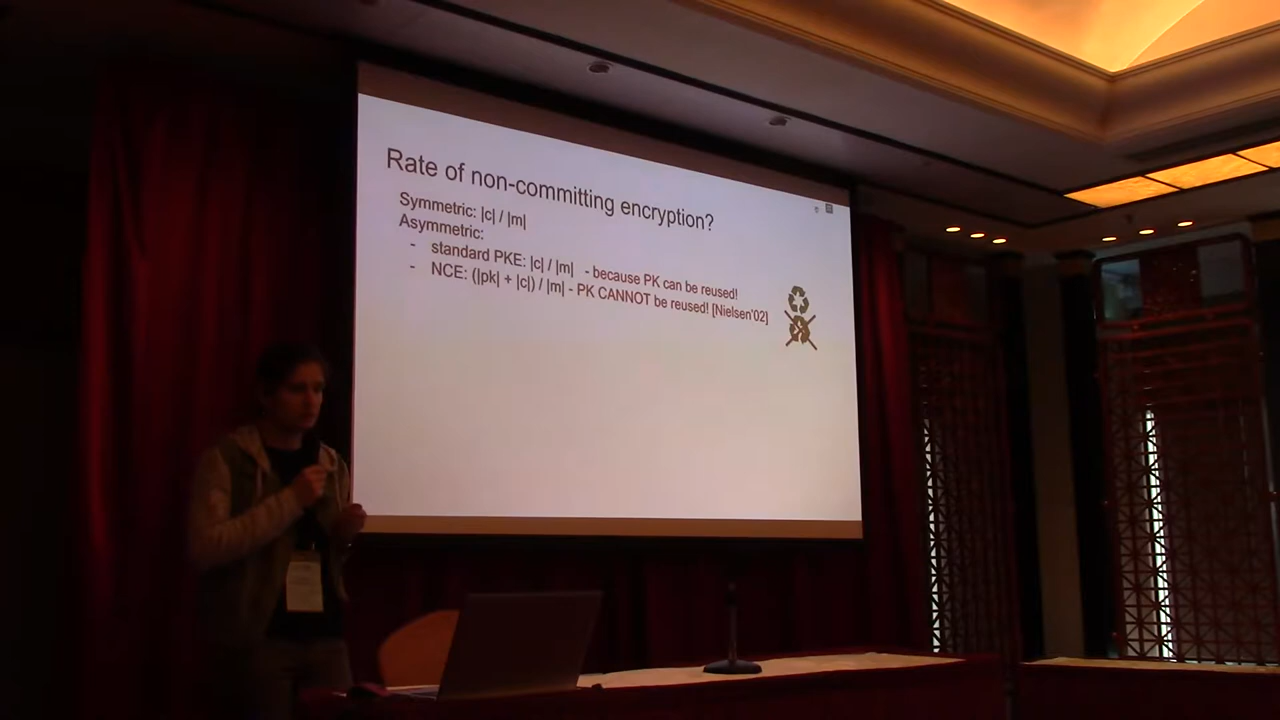 Rate of non-committing encryption?
Symmetric: |c| / |m|
Asymmetric:
- standard PKE: |c| / |m| - because PK can be reused!
- NCE: (|pk| + |c|) / |m| - PK CANNOT be reused! [Nielsen'02]